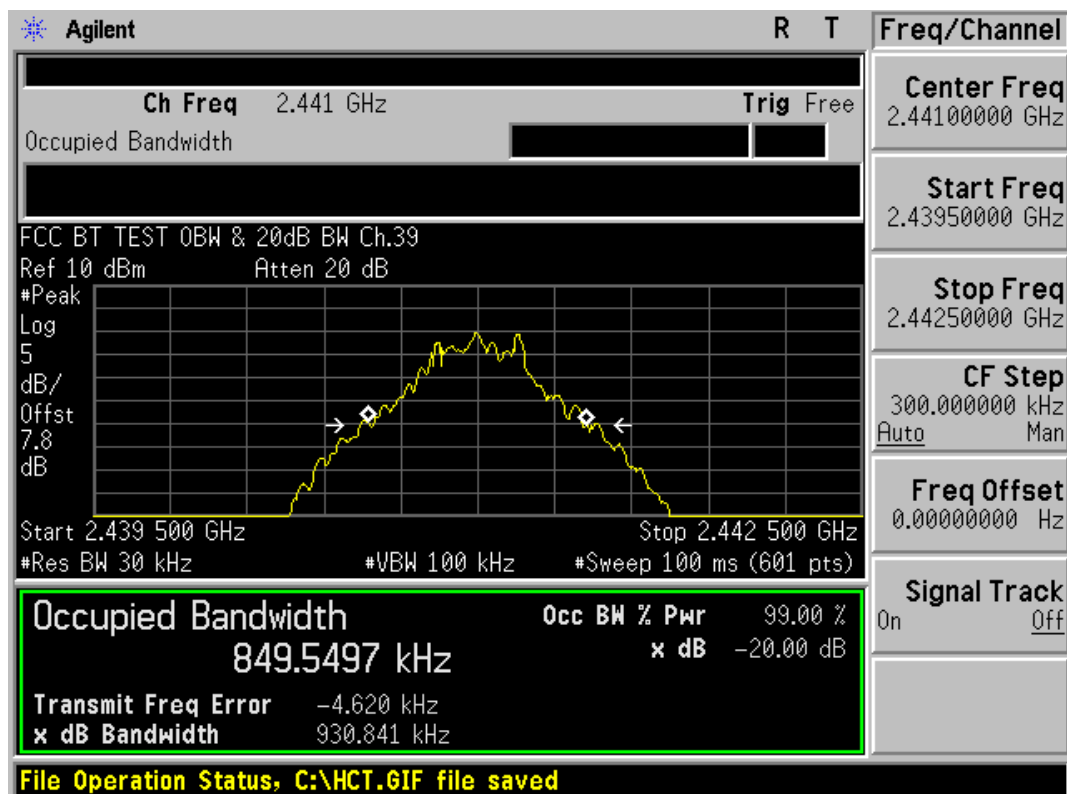 Agilent R T
Freq/Channel
Ch Freq 2.441 GHz Trig Free
Occupied Bandwidth
FCC BT TEST OBW & 20dB BW Ch.39
Ref 10 dBm Atten 20 dB
#Peak
Log
5
dB/
Offst
7.8
dB
Start 2.439 500 GHz Stop 2.442 500 GHz
#Res BW 30 kHz #VBW 100 kHz #Sweep 100 ms (601 pts)
Occupied Bandwidth
849.5497 kHz
Occ BW % Pwr 99.00 %
x dB -20.00 dB
Transmit Freq Error -4.620 kHz
x dB Bandwidth 930.841 kHz
File Operation Status, C:\HCT.GIF file saved
Center Freq
2.44100000 GHz
Start Freq
2.43950000 GHz
Stop Freq
2.44250000 GHz
CF Step
300.000000 kHz
Auto Man
Freq Offset
0.00000000 Hz
Signal Track
On Off